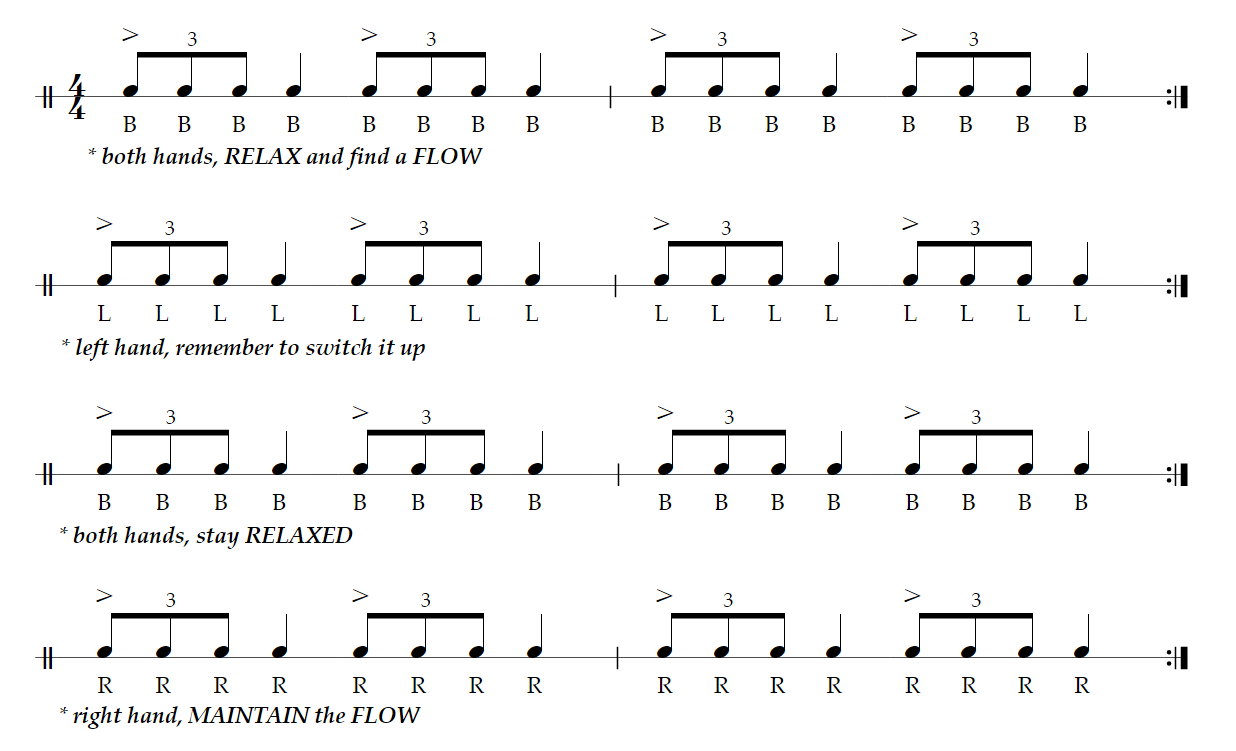 3 3 3 3
4
4
B B B B B B B B B B B B B B B B
* both hands, RELAX and find a FLOW
3 3 3 3
L L L L L L L L L L L L L L L L
* left hand, remember to switch it up
3 3 3 3
B B B B B B B B B B B B B B B B
* both hands, stay RELAXED
3 3 3 3
R R R R R R R R R R R R R R R R
* right hand, MAINTAIN the FLOW